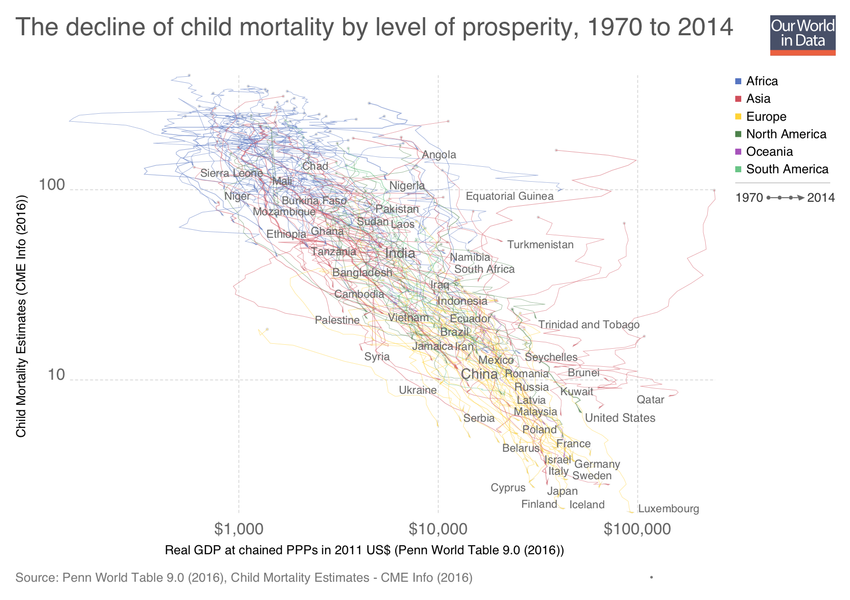 The decline of child mortality by level of prosperity, 1970 to 2014
Our World
in Data
Africa
Asia
Europe
North America
Oceania
South America
1970 2014
Child Mortality Estimates (CME Info (2016))
100
10
Angola
Chad
Sierra Leone
Mali
Nigeria
Niger
Equatorial Guinea
Burkina Faso
Mozambique
Pakistan
Sudan
Laos
Ethiopia
Ghana
Turkmenistan
Tanzania
India
Namibia
South Africa
Bangladesh
Iraq
Cambodia
Indonesia
Palestine
Vietnam
Ecuador
Trinidad and Tobago
Brazil
Jamaica
Iran
Syria
Mexico
Seychelles
China
Romania
Brunei
Ukraine
Russia
Kuwait
Latvia
Qatar
Malaysia
Serbia
United States
Poland
Belarus
France
Israel
Germany
Italy
Sweden
Cyprus
Japan
Finland
Iceland
Luxembourg
$1,000
$10,000
$100,000
Real GDP at chained PPPs in 2011 US$ (Penn World Table 9.0 (2016))
Source: Penn World Table 9.0 (2016), Child Mortality Estimates - CME Info (2016)